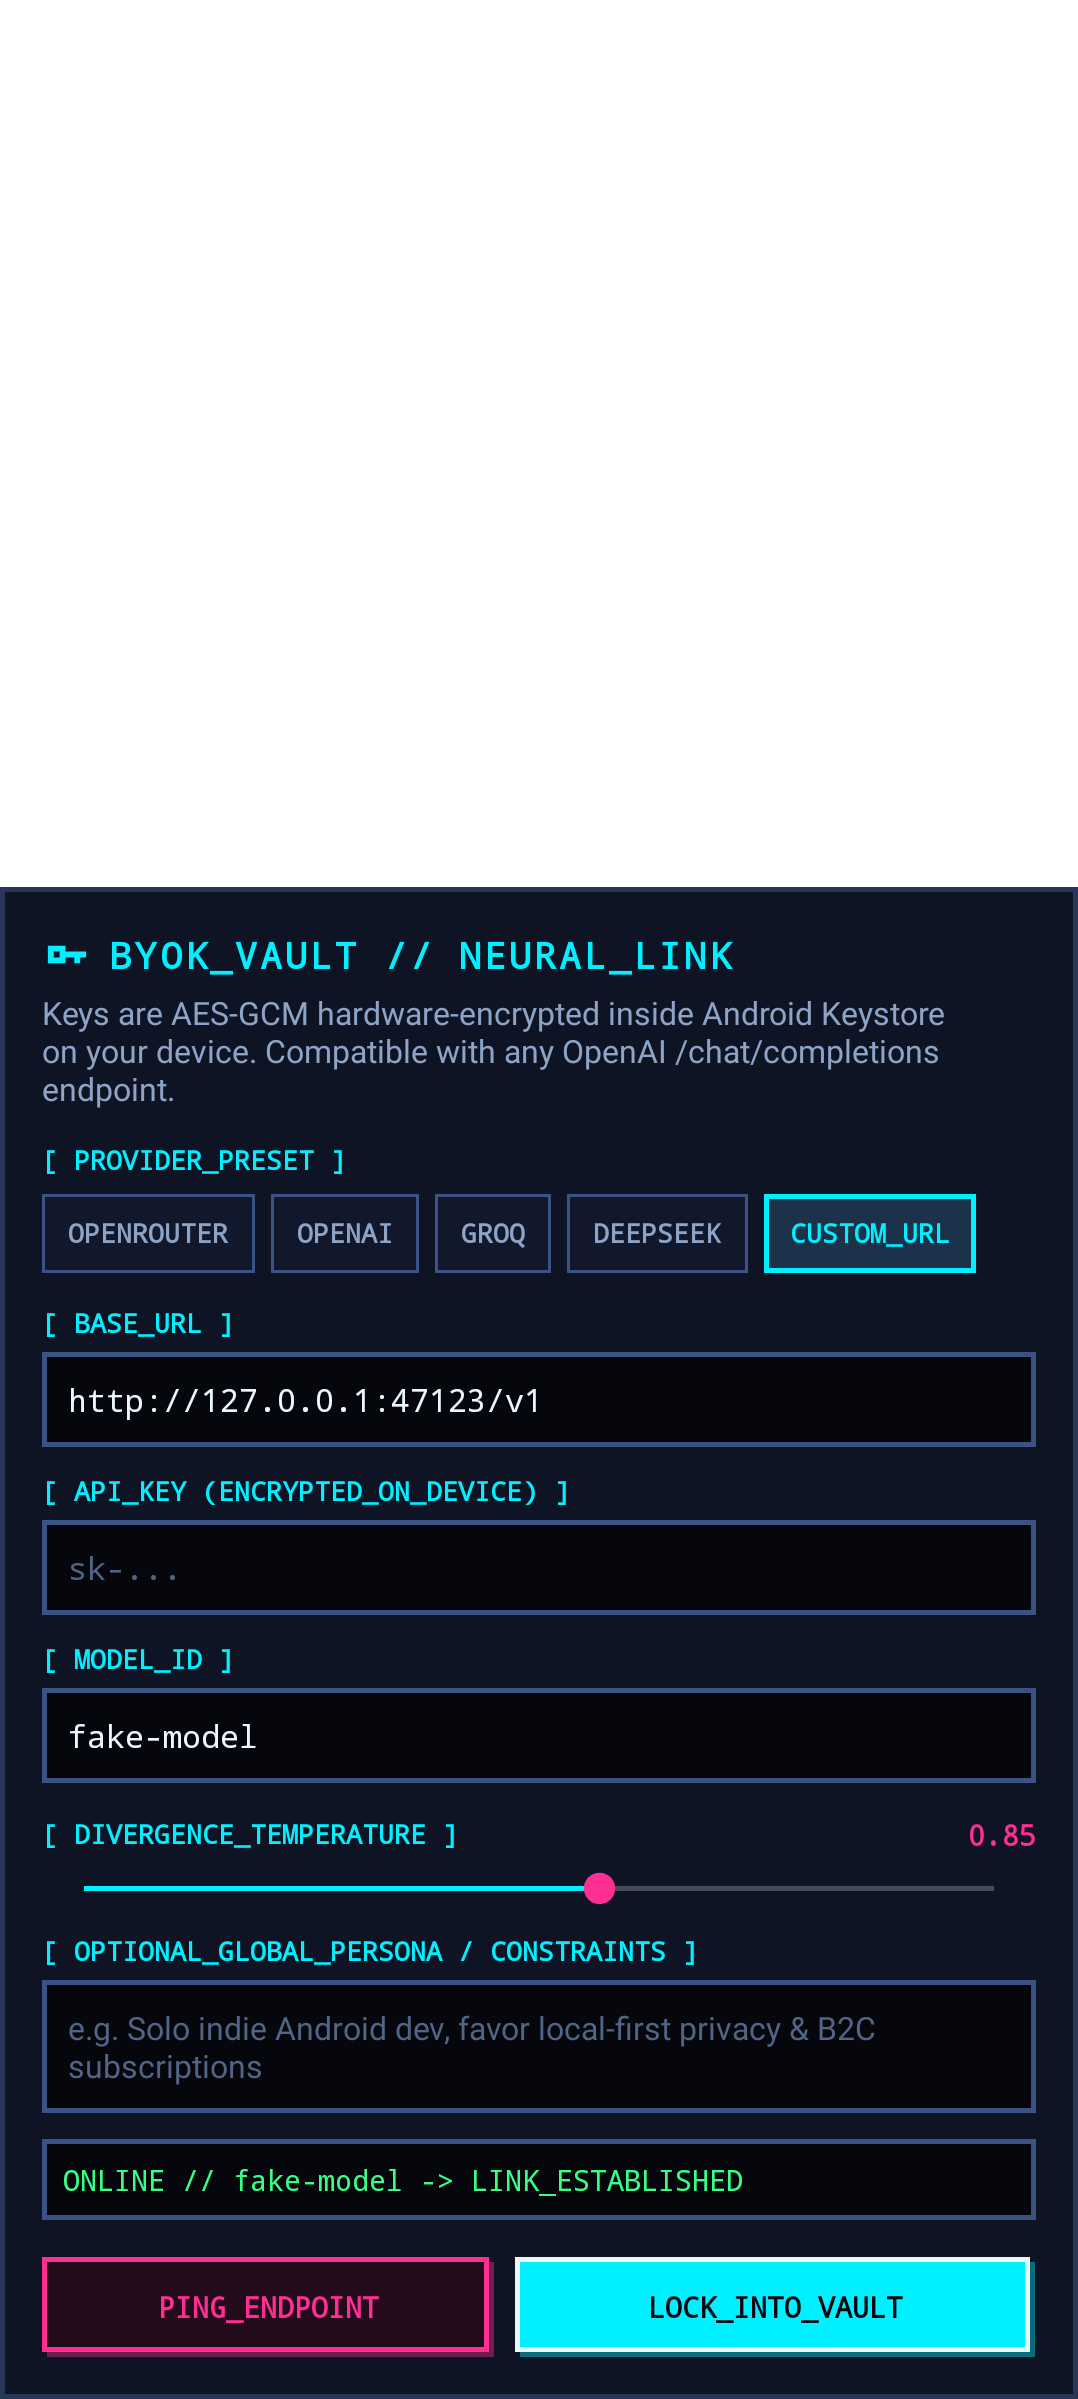 BYOK_VAULT // NEURAL_LINK
Keys are AES-GCM hardware-encrypted inside Android Keystore
on your device. Compatible with any OpenAI /chat/completions
endpoint.
[ PROVIDER_PRESET ]
OPENROUTER OPENAI GROQ DEEPSEEK CUSTOM_URL
[ BASE_URL ]
http://127.0.0.1:47123/v1
[ API_KEY (ENCRYPTED_ON_DEVICE) ]
sk-...
[ MODEL_ID ]
fake-model
[ DIVERGENCE_TEMPERATURE ] 0.85
[ OPTIONAL_GLOBAL_PERSONA / CONSTRAINTS ]
e.g. Solo indie Android dev, favor local-first privacy & B2C
subscriptions
ONLINE // fake-model -> LINK_ESTABLISHED
PING_ENDPOINT LOCK_INTO_VAULT